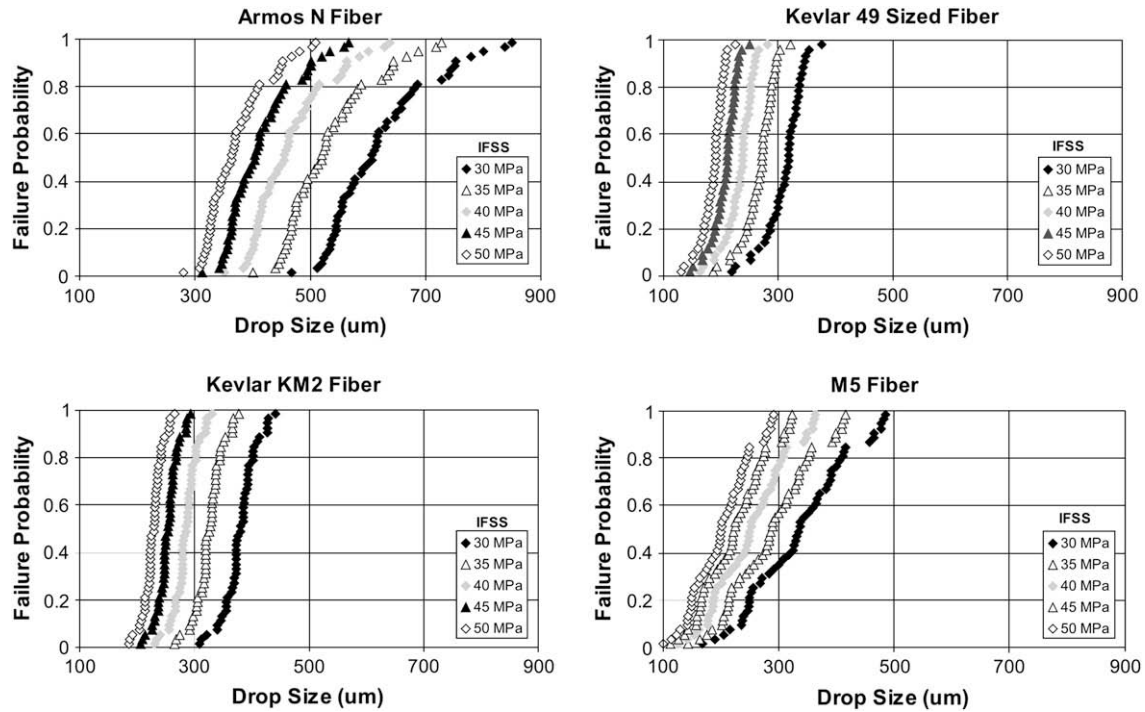 Armos N Fiber
Failure Probability
1
0.8
0.6
0.4
0.2
0
100 300 500 700 900
Drop Size (um)
IFSS
30 MPa
35 MPa
40 MPa
45 MPa
50 MPa
Kevlar 49 Sized Fiber
Failure Probability
1
0.8
0.6
0.4
0.2
0
100 300 500 700 900
Drop Size (um)
IFSS
30 MPa
35 MPa
40 MPa
45 MPa
50 MPa
Kevlar KM2 Fiber
Failure Probability
1
0.8
0.6
0.4
0.2
0
100 300 500 700 900
Drop Size (um)
IFSS
30 MPa
35 MPa
40 MPa
45 MPa
50 MPa
M5 Fiber
Failure Probability
1
0.8
0.6
0.4
0.2
0
100 300 500 700 900
Drop Size (um)
IFSS
30 MPa
35 MPa
40 MPa
45 MPa
50 MPa